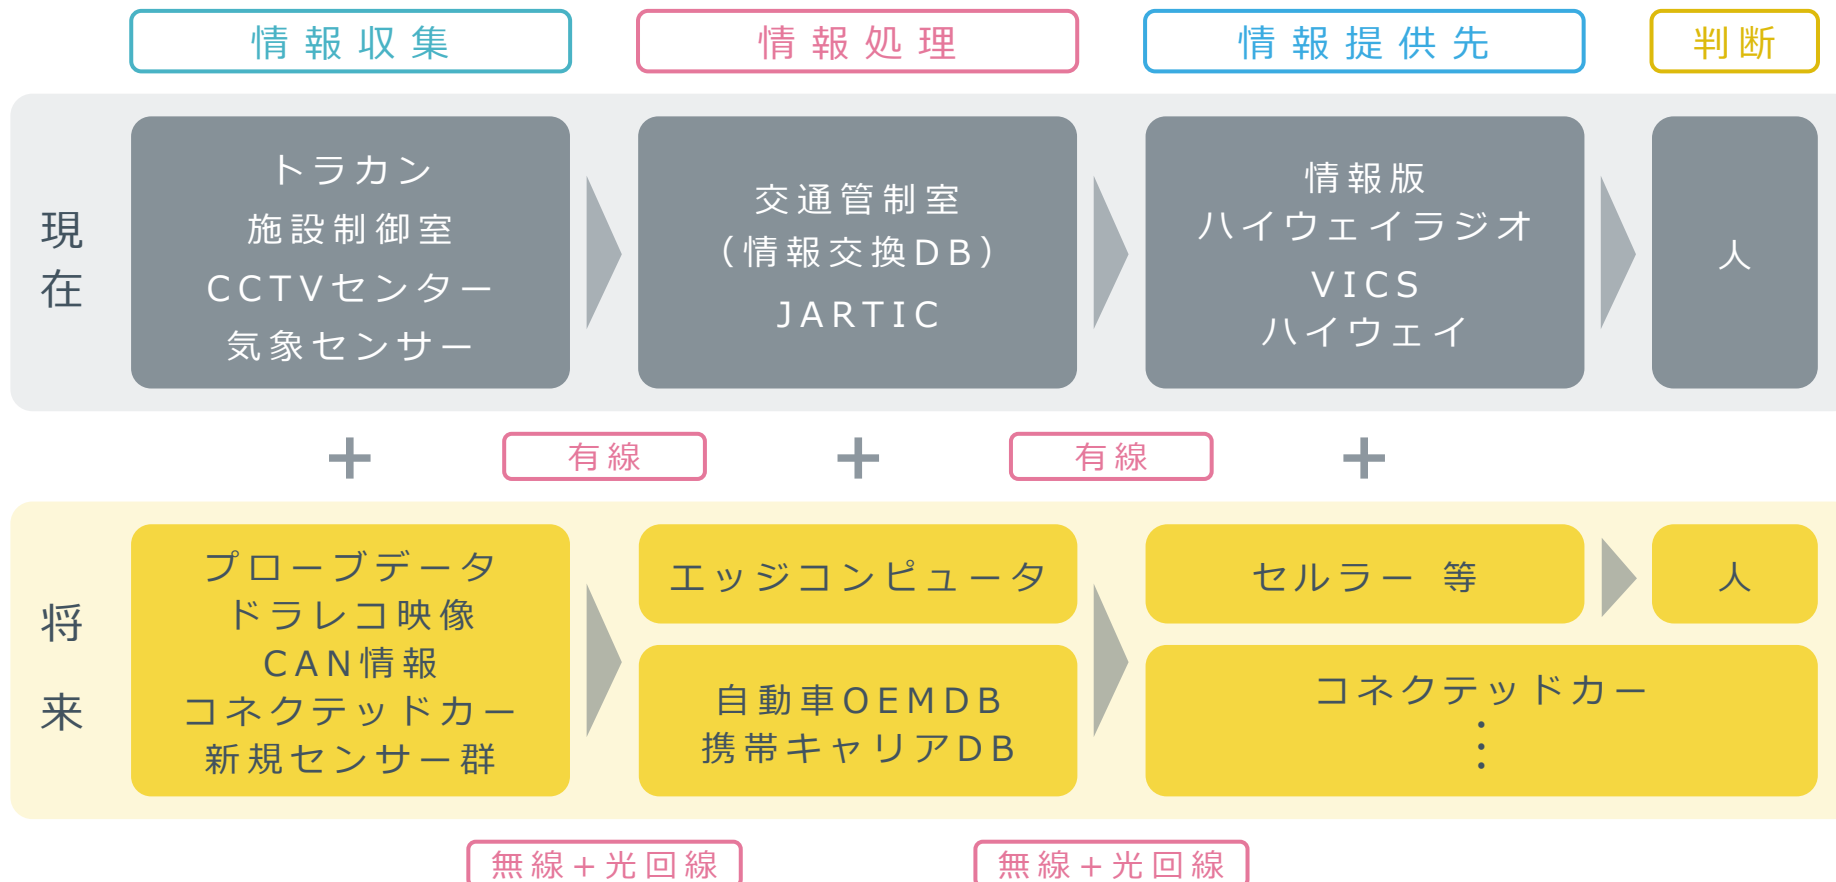 情報収集
情報処理
情報提供先
判断
現在
トラカン
施設制御室
CCTVセンター
気象センサー
交通管制室
（情報交換DB）
JARTIC
情報版
ハイウェイラジオ
VICS
ハイウェイ
人
+
有線
+
有線
+
将来
プローブデータ
ドラレコ映像
CAN情報
コネクテッドカー
新規センサー群
エッジコンピュータ
自動車OEMDB
携帯キャリアDB
セルラー 等
人
コネクテッドカー
⋮
無線+光回線
無線+光回線